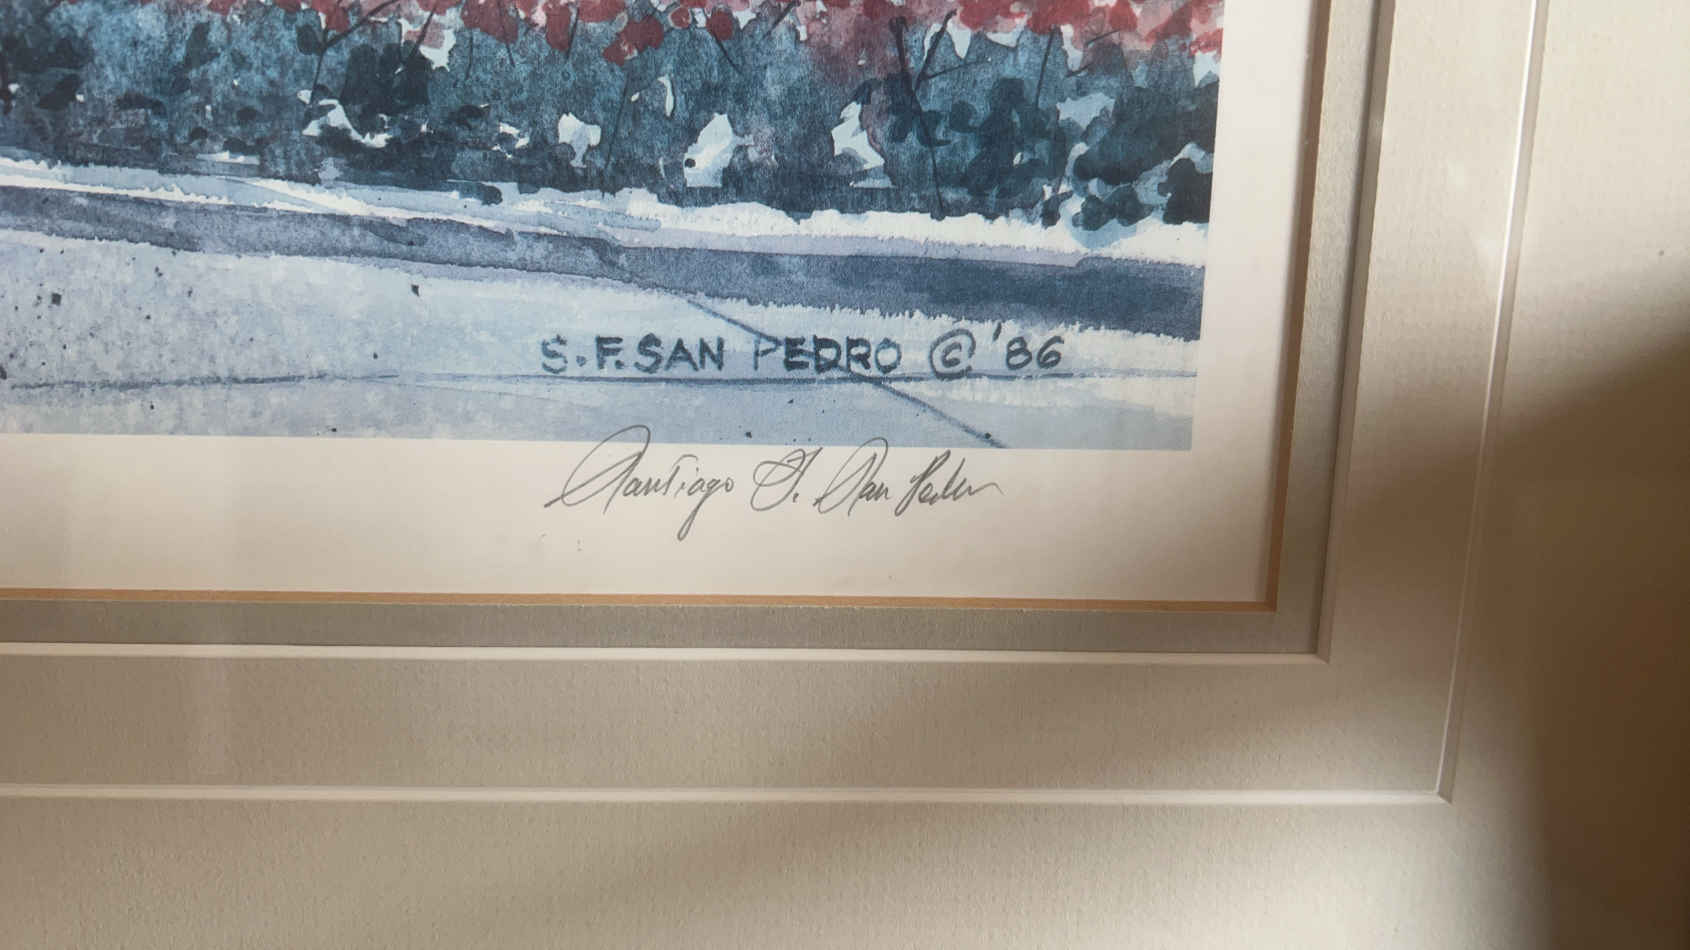 S.F. SAN PEDRO © '86
Santiago F. San Pedro